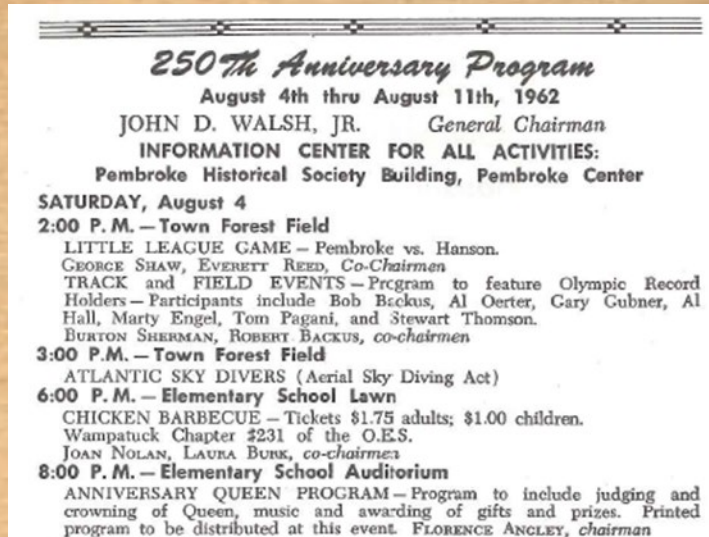 250Th Anniversary Program
August 4th thru August 11th, 1962
JOHN D. WALSH, JR. General Chairman
INFORMATION CENTER FOR ALL ACTIVITIES:
Pembroke Historical Society Building, Pembroke Center
SATURDAY, August 4
2:00 P. M. — Town Forest Field
LITTLE LEAGUE GAME — Pembroke vs. Hanson.
GEORGE SHAW, EVERETT REED, Co-Chairmen
TRACK and FIELD EVENTS — Program to feature Olympic Record
Holders — Participants include Bob Backus, Al Oerter, Gary Gubner, Al
Hall, Marty Engel, Tom Pagani, and Stewart Thomson.
BURTON SHERMAN, ROBERT BACKUS, co-chairmen
3:00 P.M. — Town Forest Field
ATLANTIC SKY DIVERS (Aerial Sky Diving Act)
6:00 P.M. — Elementary School Lawn
CHICKEN BARBECUE — Tickets $1.75 adults; $1.00 children.
Wampatuck Chapter $231 of the O.E.S.
JOAN NOLAN, LAURA BURK, co-chairmen
8:00 P. M. — Elementary School Auditorium
ANNIVERSARY QUEEN PROGRAM — Program to include judging and
crowning of Queen, music and awarding of gifts and prizes. Printed
program to be distributed at this event. FLORENCE ANGLEY, chairman